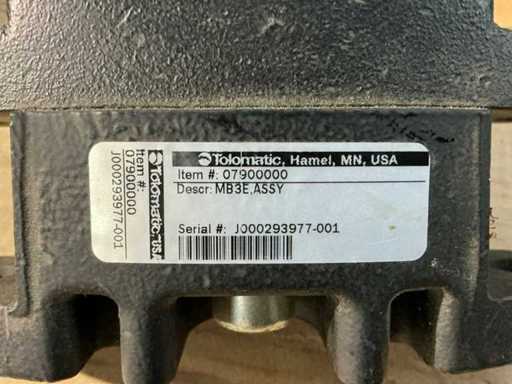 Tolomatic, Hamel, MN, USA
Item #: 07900000
Descr: MB3E,ASSY
Serial #: J000293977-001
Tolomatic·USA
Item #:
07900000
J000293977-001